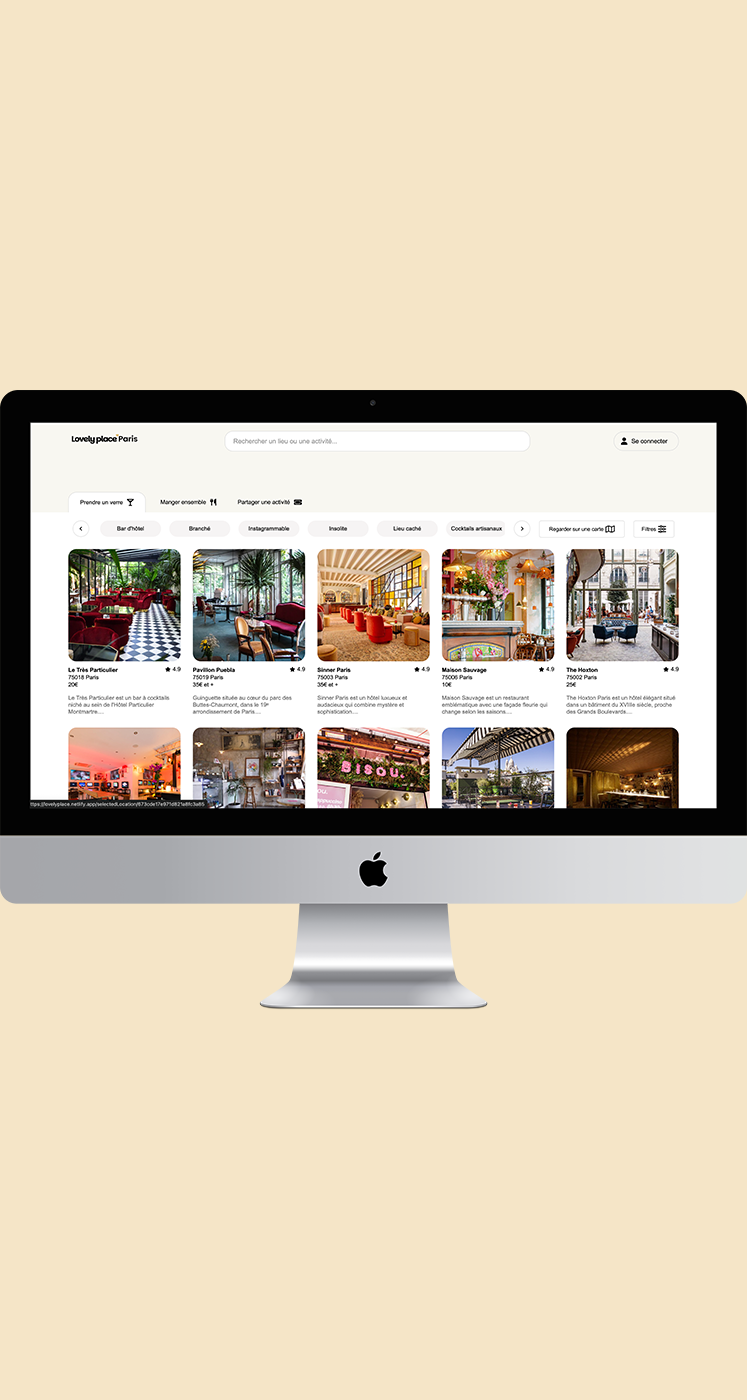 Lovely place Paris
Rechercher un lieu ou une activité...
Se connecter
Prendre un verre
Manger ensemble
Partager une activité
Bar d'hôtel
Branché
Instagrammable
Insolite
Lieu caché
Cocktails artisanaux
Regarder sur une carte
Filtres
Le Très Particulier
4.9
75018 Paris
20€
Le Très Particulier est un bar à cocktails
niché au sein de l'Hôtel Particulier
Montmartre....
Pavillon Puebla
4.9
75019 Paris
35€ et +
Guinguette située au cœur du parc des
Buttes-Chaumont, dans le 19ᵉ
arrondissement de Paris....
Sinner Paris
4.9
75003 Paris
35€ et +
Sinner Paris est un hôtel luxueux et
audacieux qui combine mystère et
sophistication....
Maison Sauvage
4.9
75006 Paris
10€
Maison Sauvage est un restaurant
emblématique avec une façade fleurie qui
change selon les saisons....
The Hoxton
4.9
75002 Paris
25€
The Hoxton Paris est un hôtel élégant situé
dans un bâtiment du XVIIIe siècle, proche
des Grands Boulevards....
BISOU.